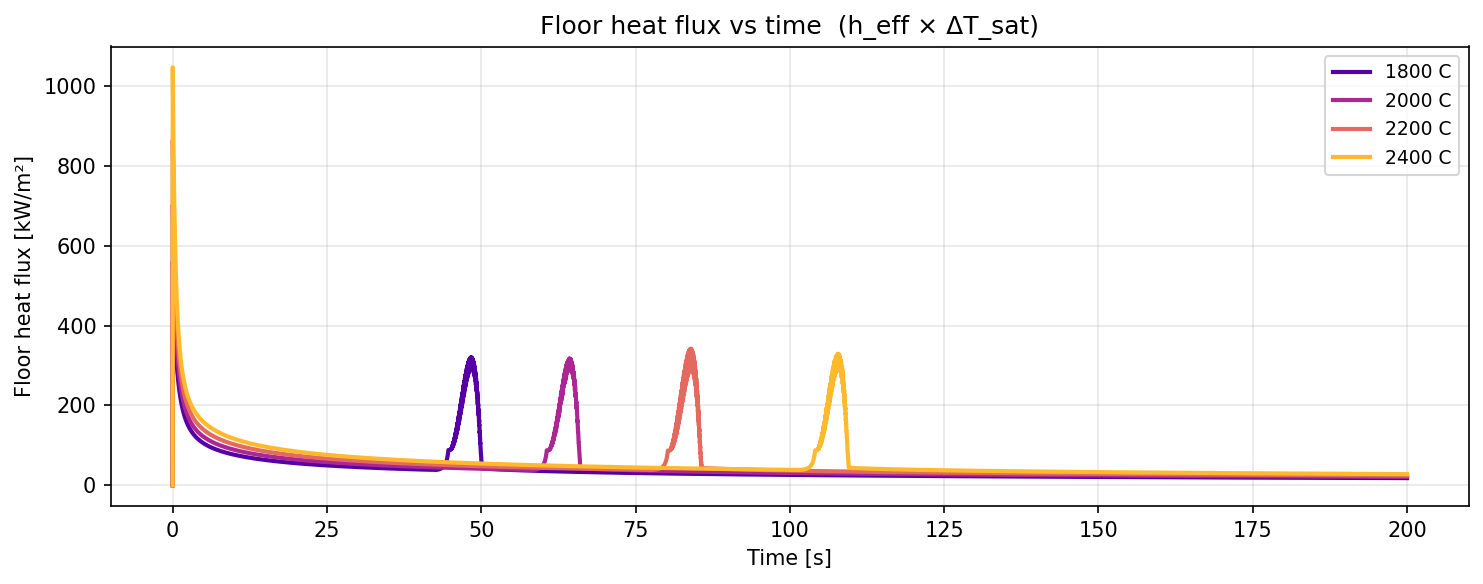 Floor heat flux vs time  (h_eff × ΔT_sat)
1000
800
600
400
200
0
Floor heat flux [kW/m²]
1800 C
2000 C
2200 C
2400 C
0
25
50
75
100
125
150
175
200
Time [s]